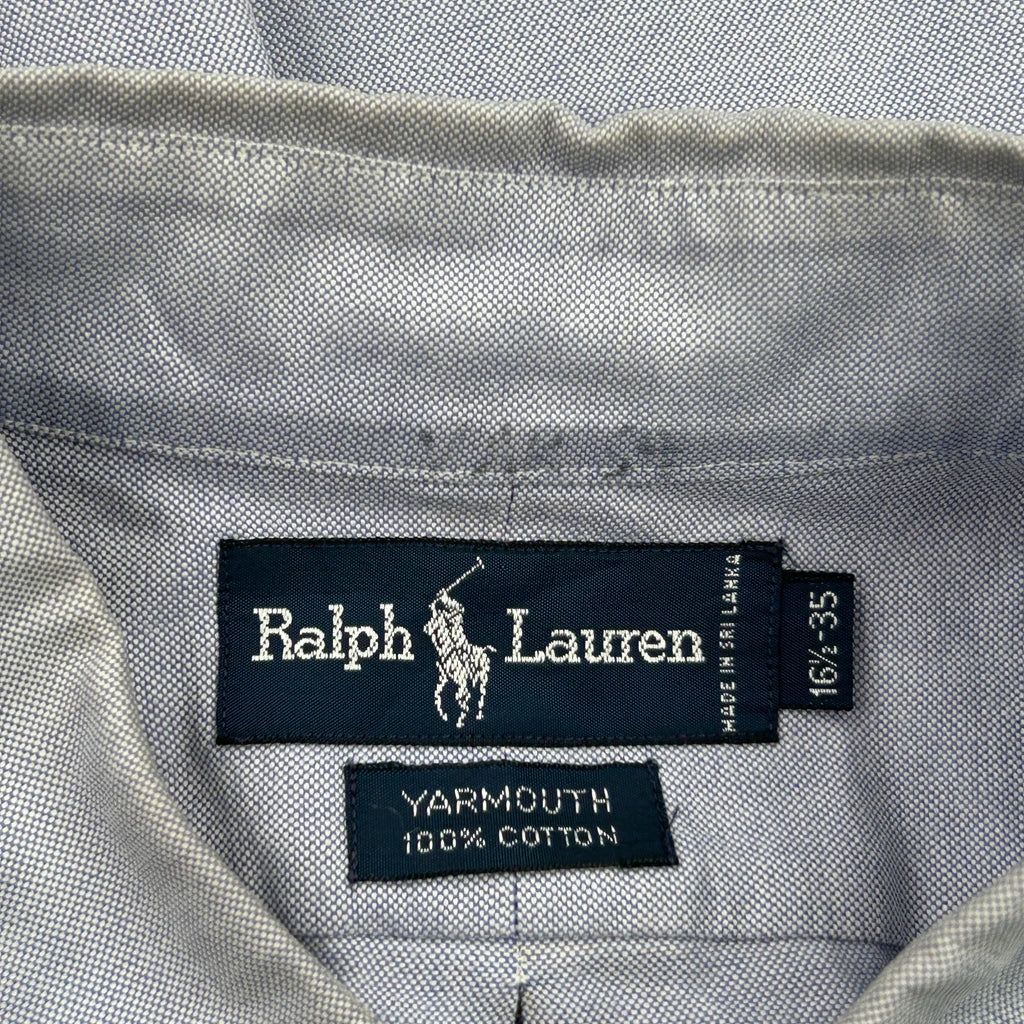 Ralph Lauren
MADE IN SRI LANKA
16½-35
YARMOUTH
100% COTTON